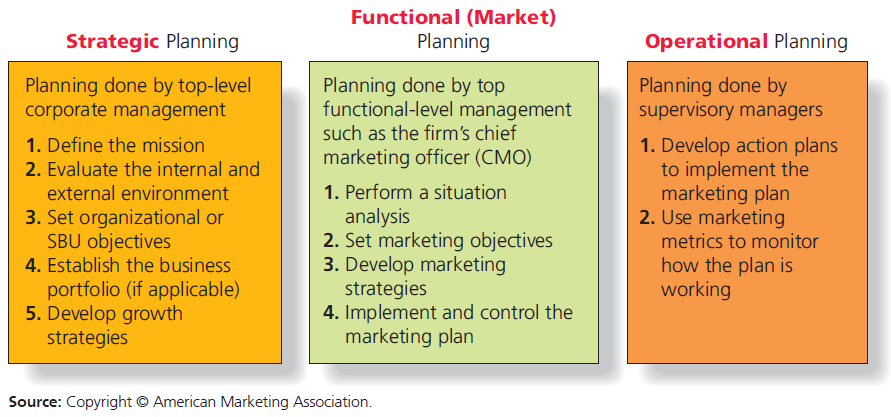 Strategic Planning
Planning done by top-level
corporate management
1. Define the mission
2. Evaluate the internal and
external environment
3. Set organizational or
SBU objectives
4. Establish the business
portfolio (if applicable)
5. Develop growth
strategies
Functional (Market)
Planning
Planning done by top
functional-level management
such as the firm's chief
marketing officer (CMO)
1. Perform a situation
analysis
2. Set marketing objectives
3. Develop marketing
strategies
4. Implement and control the
marketing plan
Operational Planning
Planning done by
supervisory managers
1. Develop action plans
to implement the
marketing plan
2. Use marketing
metrics to monitor
how the plan is
working
Source: Copyright © American Marketing Association.